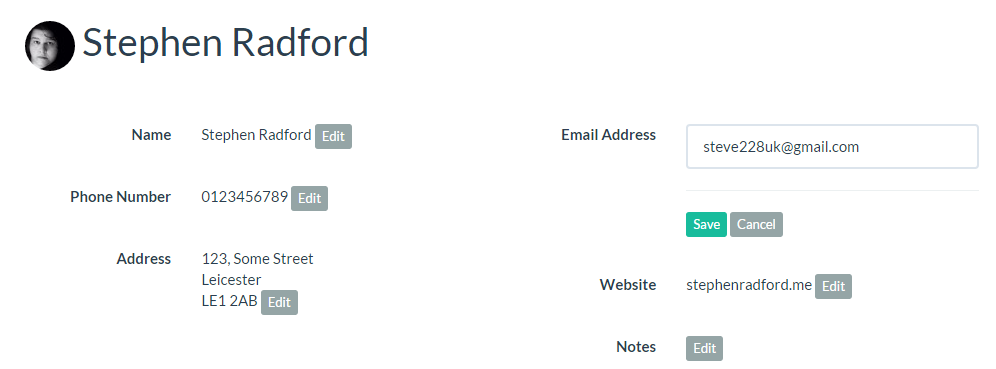 Stephen Radford
Name Stephen Radford Edit
Phone Number 0123456789 Edit
Address 123, Some Street
Leicester
LE1 2AB Edit
Email Address steve228uk@gmail.com
Save Cancel
Website stephenradford.me Edit
Notes Edit